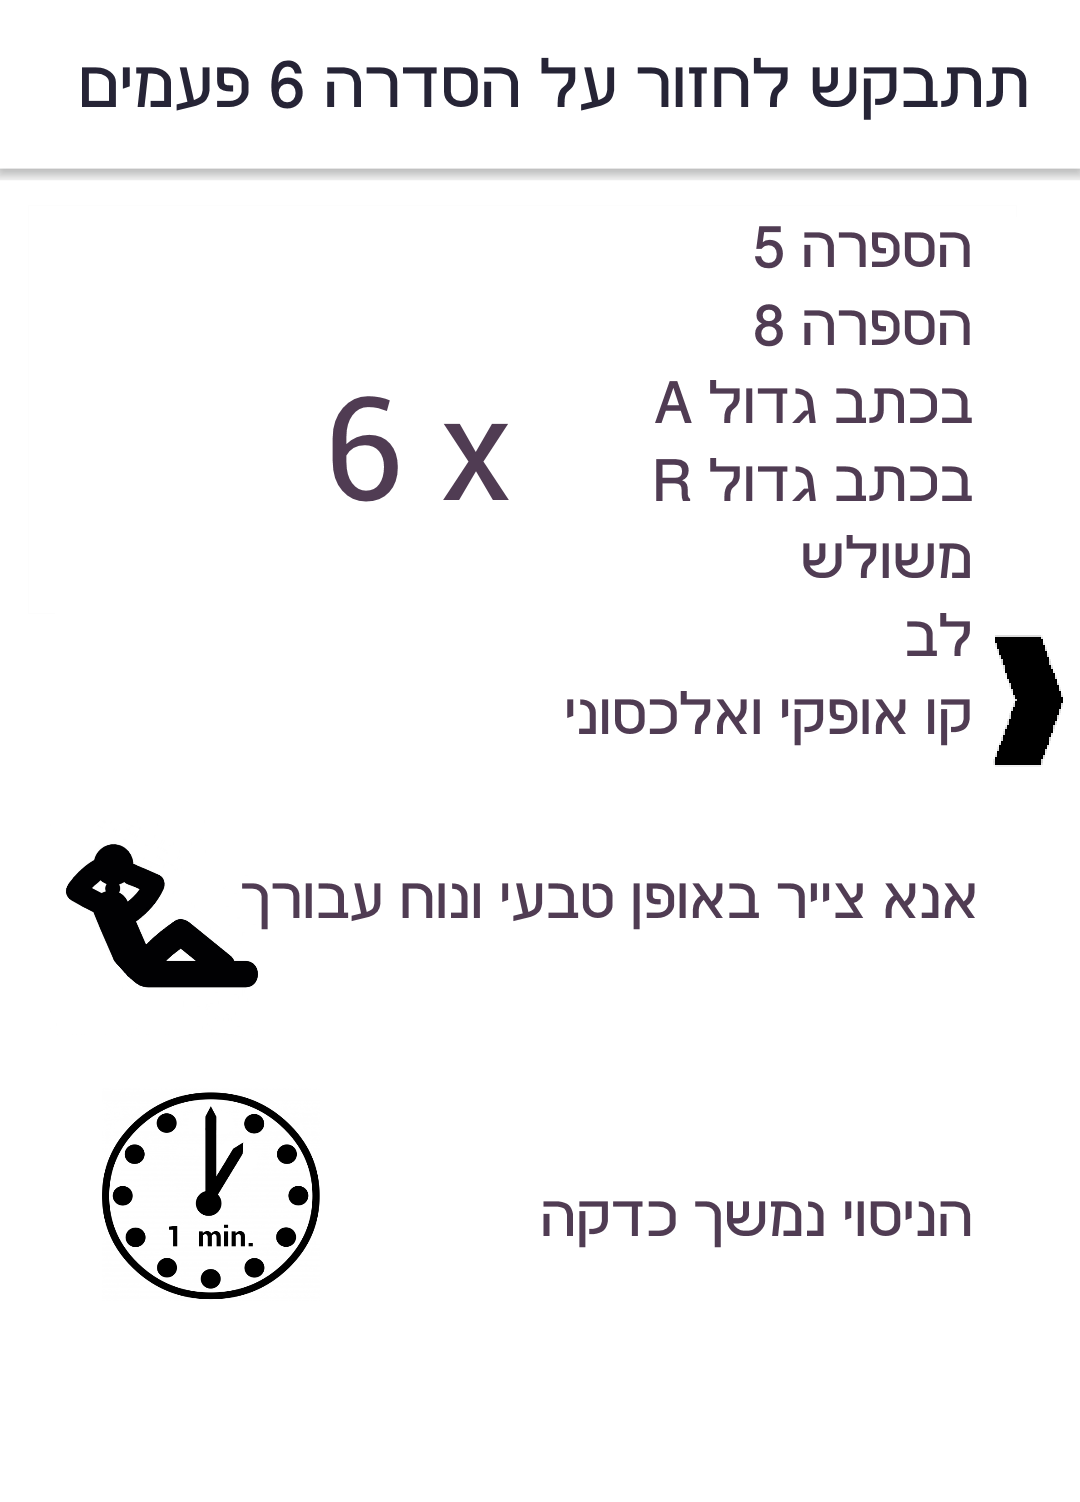 תתבקש לחזור על הסדרה 6 פעמים
הספרה 5
הספרה 8
בכתב גדול A
בכתב גדול R
משולש
לב
קו אופקי ואלכסוני
6 x
אנא צייר באופן טבעי ונוח עבורך
הניסוי נמשך כדקה
1 min.